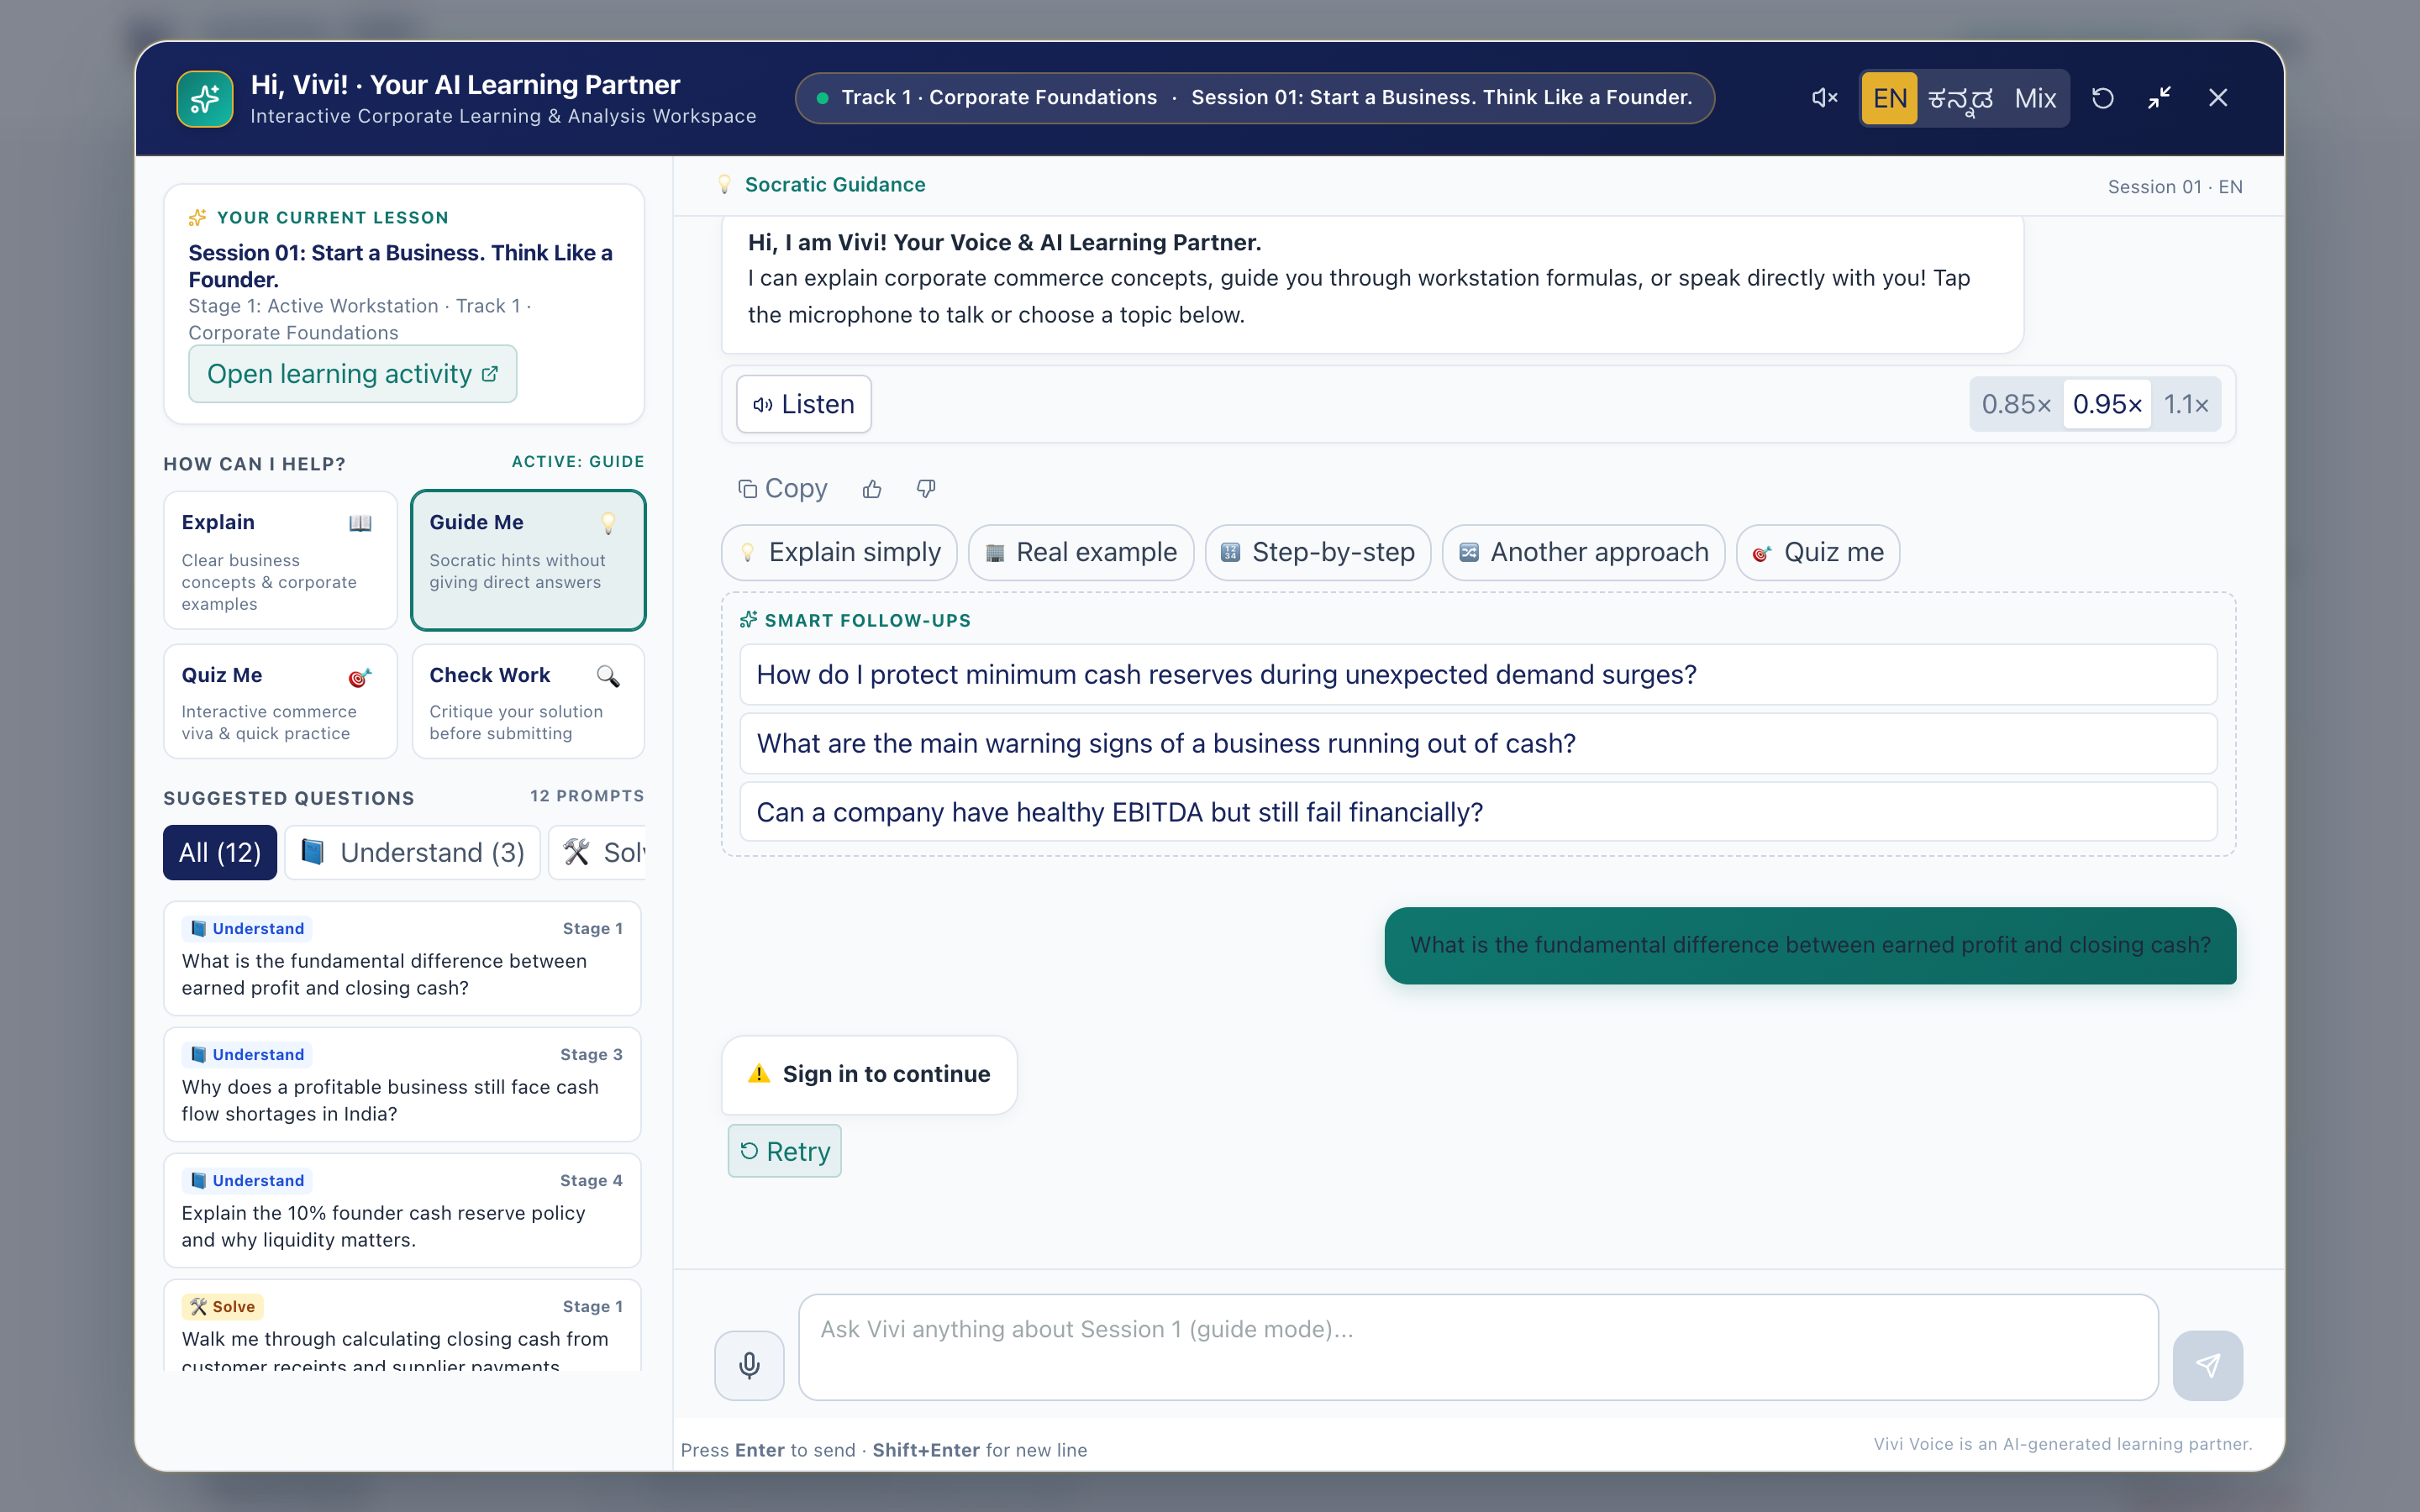 Hi, Vivi! · Your AI Learning Partner
Interactive Corporate Learning & Analysis Workspace
Track 1 · Corporate Foundations · Session 01: Start a Business. Think Like a Founder.
EN ಕನ್ನಡ Mix
YOUR CURRENT LESSON
Session 01: Start a Business. Think Like a
Founder.
Stage 1: Active Workstation · Track 1 ·
Corporate Foundations
Open learning activity
HOW CAN I HELP?
ACTIVE: GUIDE
Explain
Clear business
concepts & corporate
examples
Guide Me
Socratic hints without
giving direct answers
Quiz Me
Interactive commerce
viva & quick practice
Check Work
Critique your solution
before submitting
SUGGESTED QUESTIONS
12 PROMPTS
All (12)
Understand (3)
Solv
Understand
Stage 1
What is the fundamental difference between
earned profit and closing cash?
Understand
Stage 3
Why does a profitable business still face cash
flow shortages in India?
Understand
Stage 4
Explain the 10% founder cash reserve policy
and why liquidity matters.
Solve
Stage 1
Walk me through calculating closing cash from
customer receipts and supplier payments
Socratic Guidance
Session 01 · EN
Hi, I am Vivi! Your Voice & AI Learning Partner.
I can explain corporate commerce concepts, guide you through workstation formulas, or speak directly with you! Tap
the microphone to talk or choose a topic below.
Listen
0.85× 0.95× 1.1×
Copy
Explain simply
Real example
Step-by-step
Another approach
Quiz me
SMART FOLLOW-UPS
How do I protect minimum cash reserves during unexpected demand surges?
What are the main warning signs of a business running out of cash?
Can a company have healthy EBITDA but still fail financially?
What is the fundamental difference between earned profit and closing cash?
Sign in to continue
Retry
Ask Vivi anything about Session 1 (guide mode)...
Press Enter to send · Shift+Enter for new line
Vivi Voice is an AI-generated learning partner.